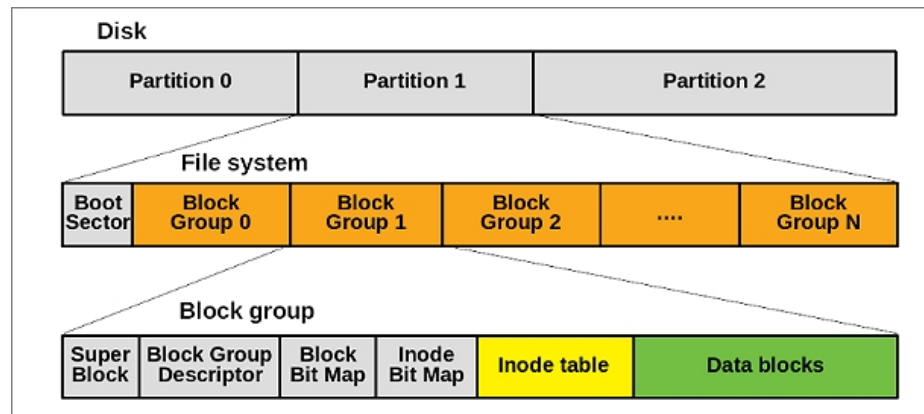 Disk
Partition 0 Partition 1 Partition 2
File system
Boot Sector Block Group 0 Block Group 1 Block Group 2 .... Block Group N
Block group
Super Block Block Group Descriptor Block Bit Map Inode Bit Map Inode table Data blocks